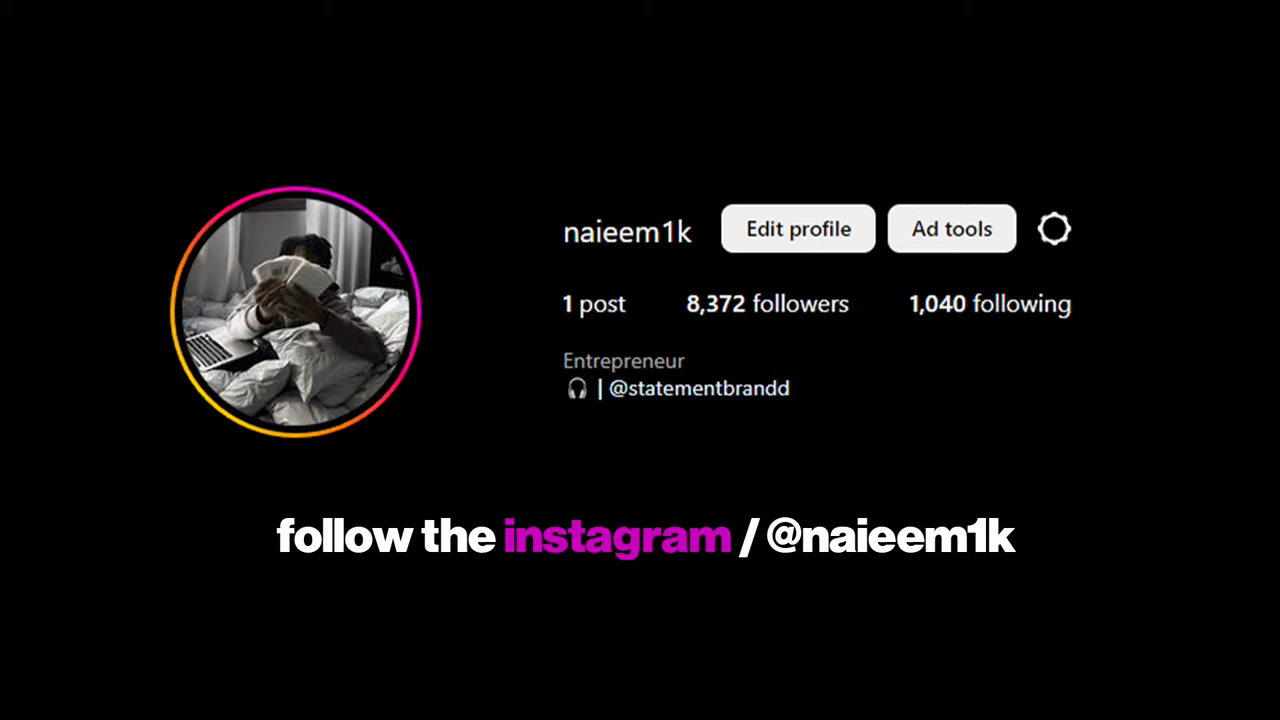 naieem1k Edit profile Ad tools
1 post 8,372 followers 1,040 following
Entrepreneur
🎧 | @statementbrandd
follow the instagram / @naieem1k